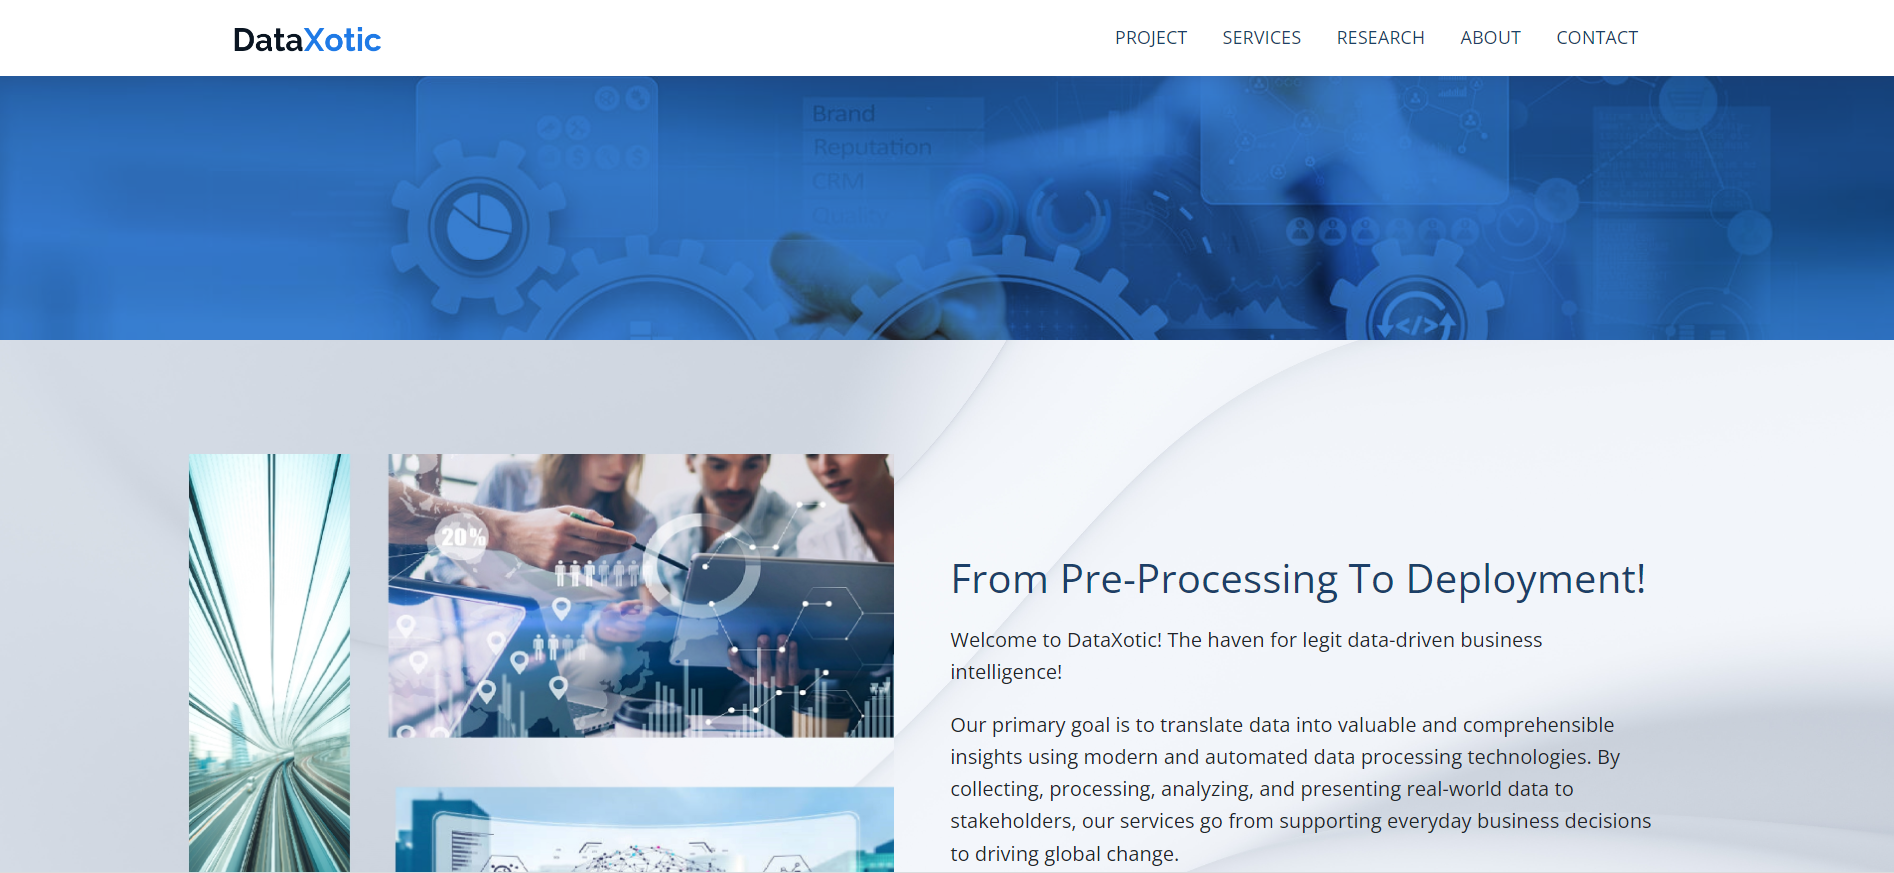 DataXotic
PROJECT
SERVICES
RESEARCH
ABOUT
CONTACT
Brand
Reputation
CRM
Quality
</>
20%
From Pre-Processing To Deployment!
Welcome to DataXotic! The haven for legit data-driven business
intelligence!
Our primary goal is to translate data into valuable and comprehensible
insights using modern and automated data processing technologies. By
collecting, processing, analyzing, and presenting real-world data to
stakeholders, our services go from supporting everyday business decisions
to driving global change.